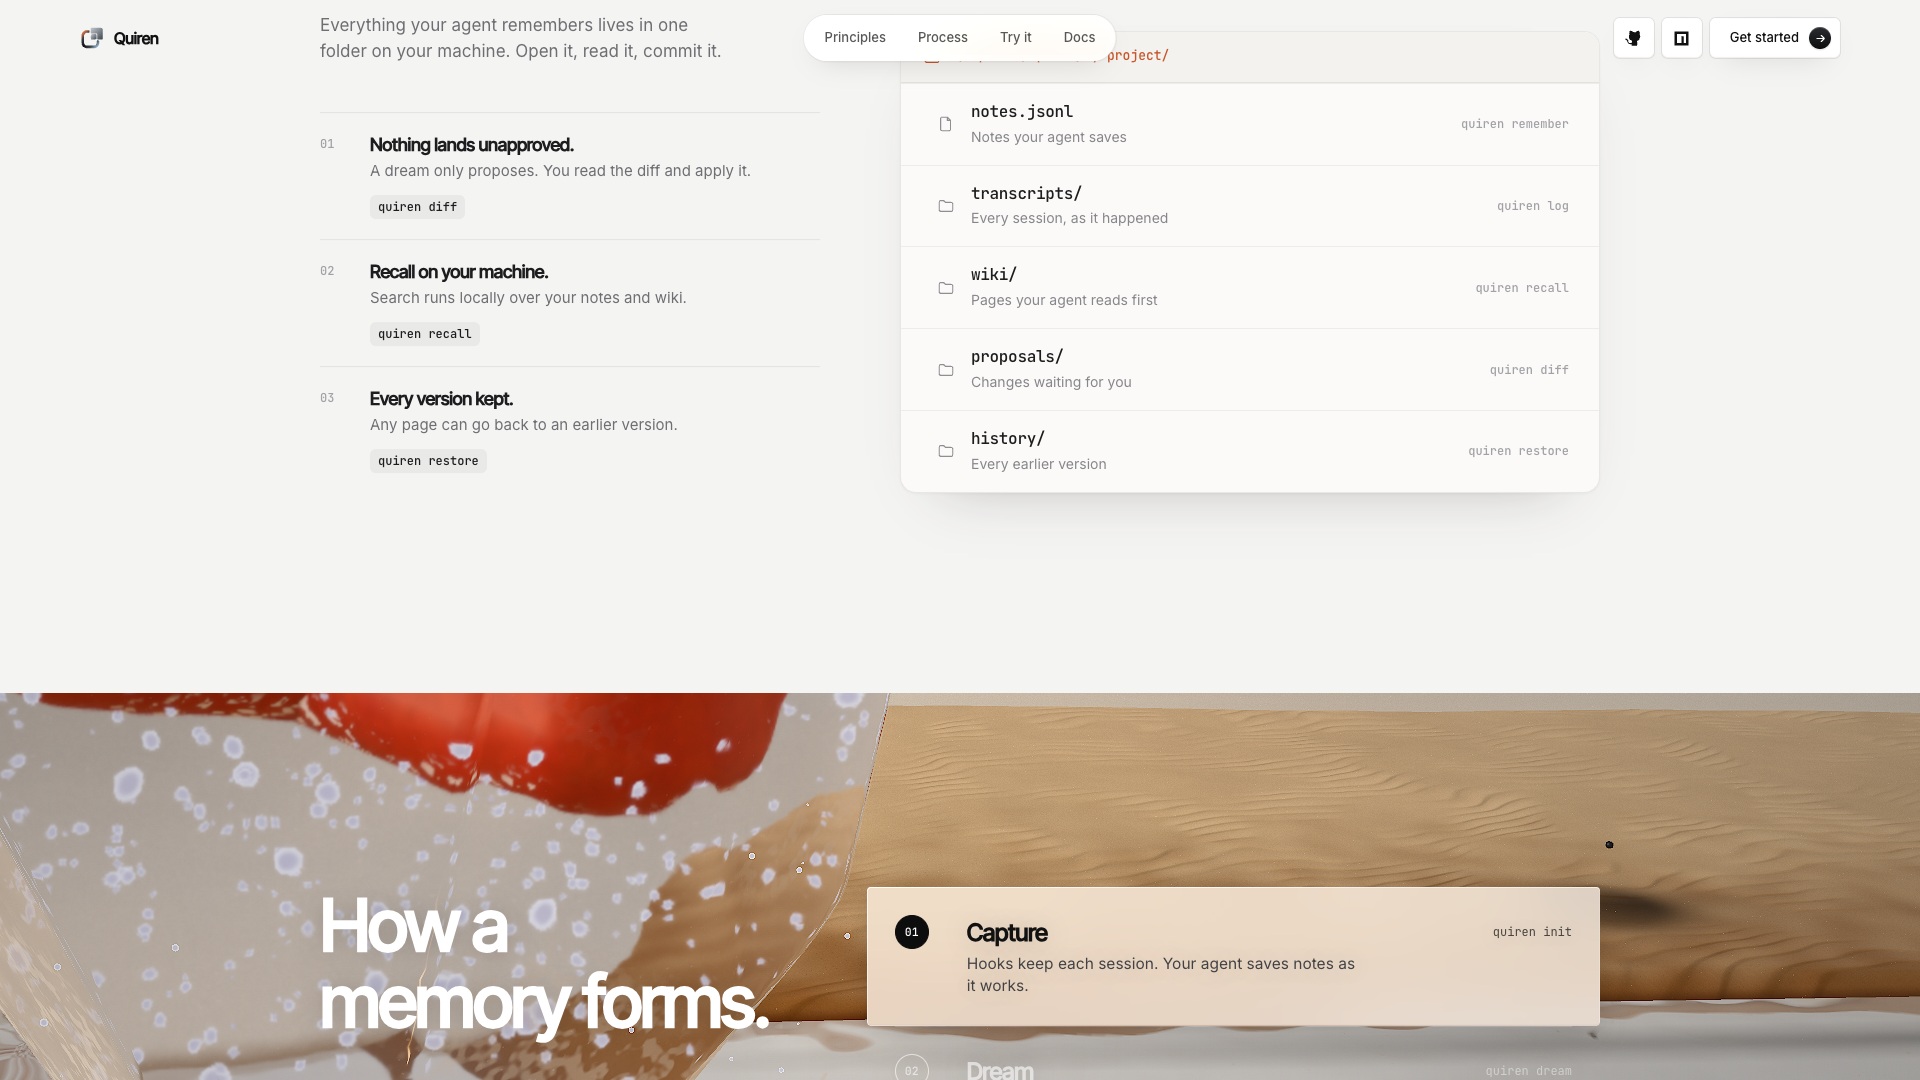 Quiren
Principles
Process
Try it
Docs
Get started
Everything your agent remembers lives in one
folder on your machine. Open it, read it, commit it.
01
Nothing lands unapproved.
A dream only proposes. You read the diff and apply it.
quiren diff
02
Recall on your machine.
Search runs locally over your notes and wiki.
quiren recall
03
Every version kept.
Any page can go back to an earlier version.
quiren restore
project/
notes.jsonl
Notes your agent saves
quiren remember
transcripts/
Every session, as it happened
quiren log
wiki/
Pages your agent reads first
quiren recall
proposals/
Changes waiting for you
quiren diff
history/
Every earlier version
quiren restore
How a
memory forms.
01
Capture
quiren init
Hooks keep each session. Your agent saves notes as
it works.
02
Dream
quiren dream